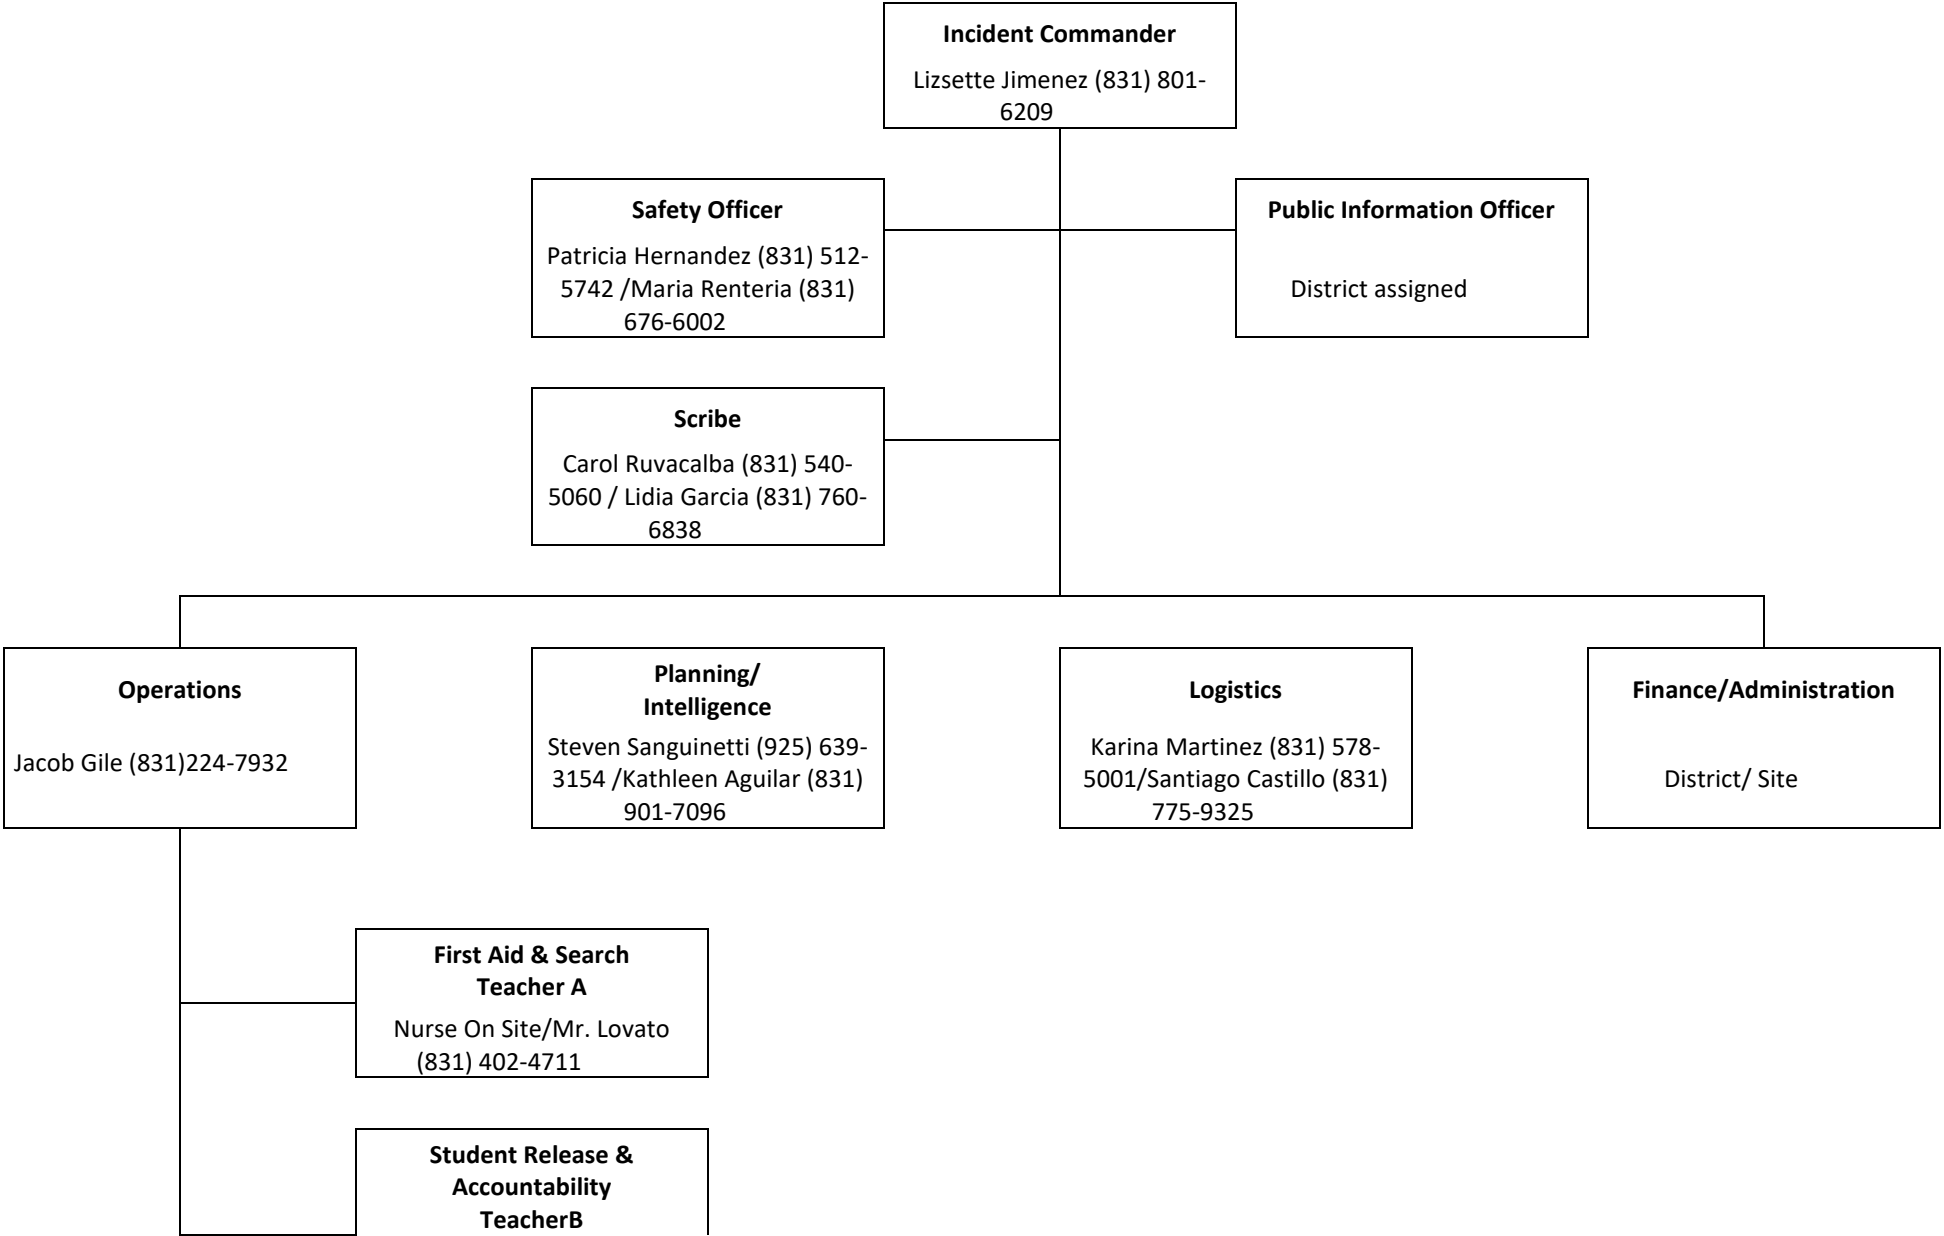 Incident Commander
Lizsette Jimenez (831) 801-
6209
Safety Officer
Patricia Hernandez (831) 512-
5742 /Maria Renteria (831)
676-6002
Public Information Officer
District assigned
Scribe
Carol Ruvacalba (831) 540-
5060 / Lidia Garcia (831) 760-
6838
Operations
Jacob Gile (831)224-7932
Planning/
Intelligence
Steven Sanguinetti (925) 639-
3154 /Kathleen Aguilar (831)
901-7096
Logistics
Karina Martinez (831) 578-
5001/Santiago Castillo (831)
775-9325
Finance/Administration
District/ Site
First Aid & Search
Teacher A
Nurse On Site/Mr. Lovato
(831) 402-4711
Student Release &
Accountability
TeacherB